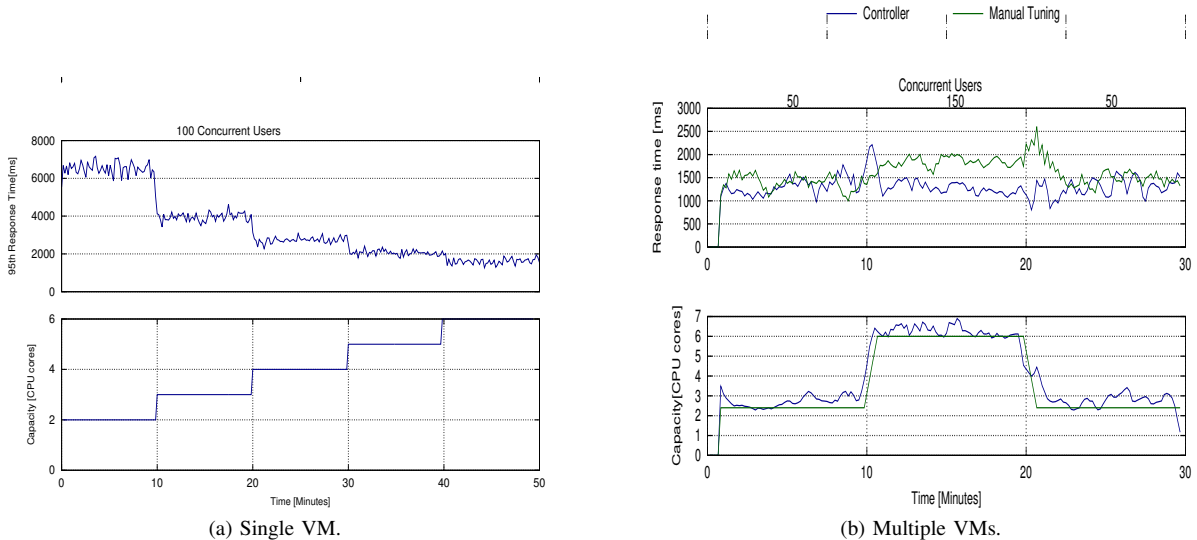 100 Concurrent Users
95th Response Time[ms]
8000
6000
4000
2000
0
Capacity [CPU cores]
6
4
2
0
0 10 20 30 40 50
Time [Minutes]
(a) Single VM.
Controller Manual Tuning
Concurrent Users
50 150 50
Response time [ms]
3000
2500
2000
1500
1000
500
0
0 10 20 30
Capacity[CPU cores]
7
6
5
4
3
2
1
0
0 10 20 30
Time [Minutes]
(b) Multiple VMs.